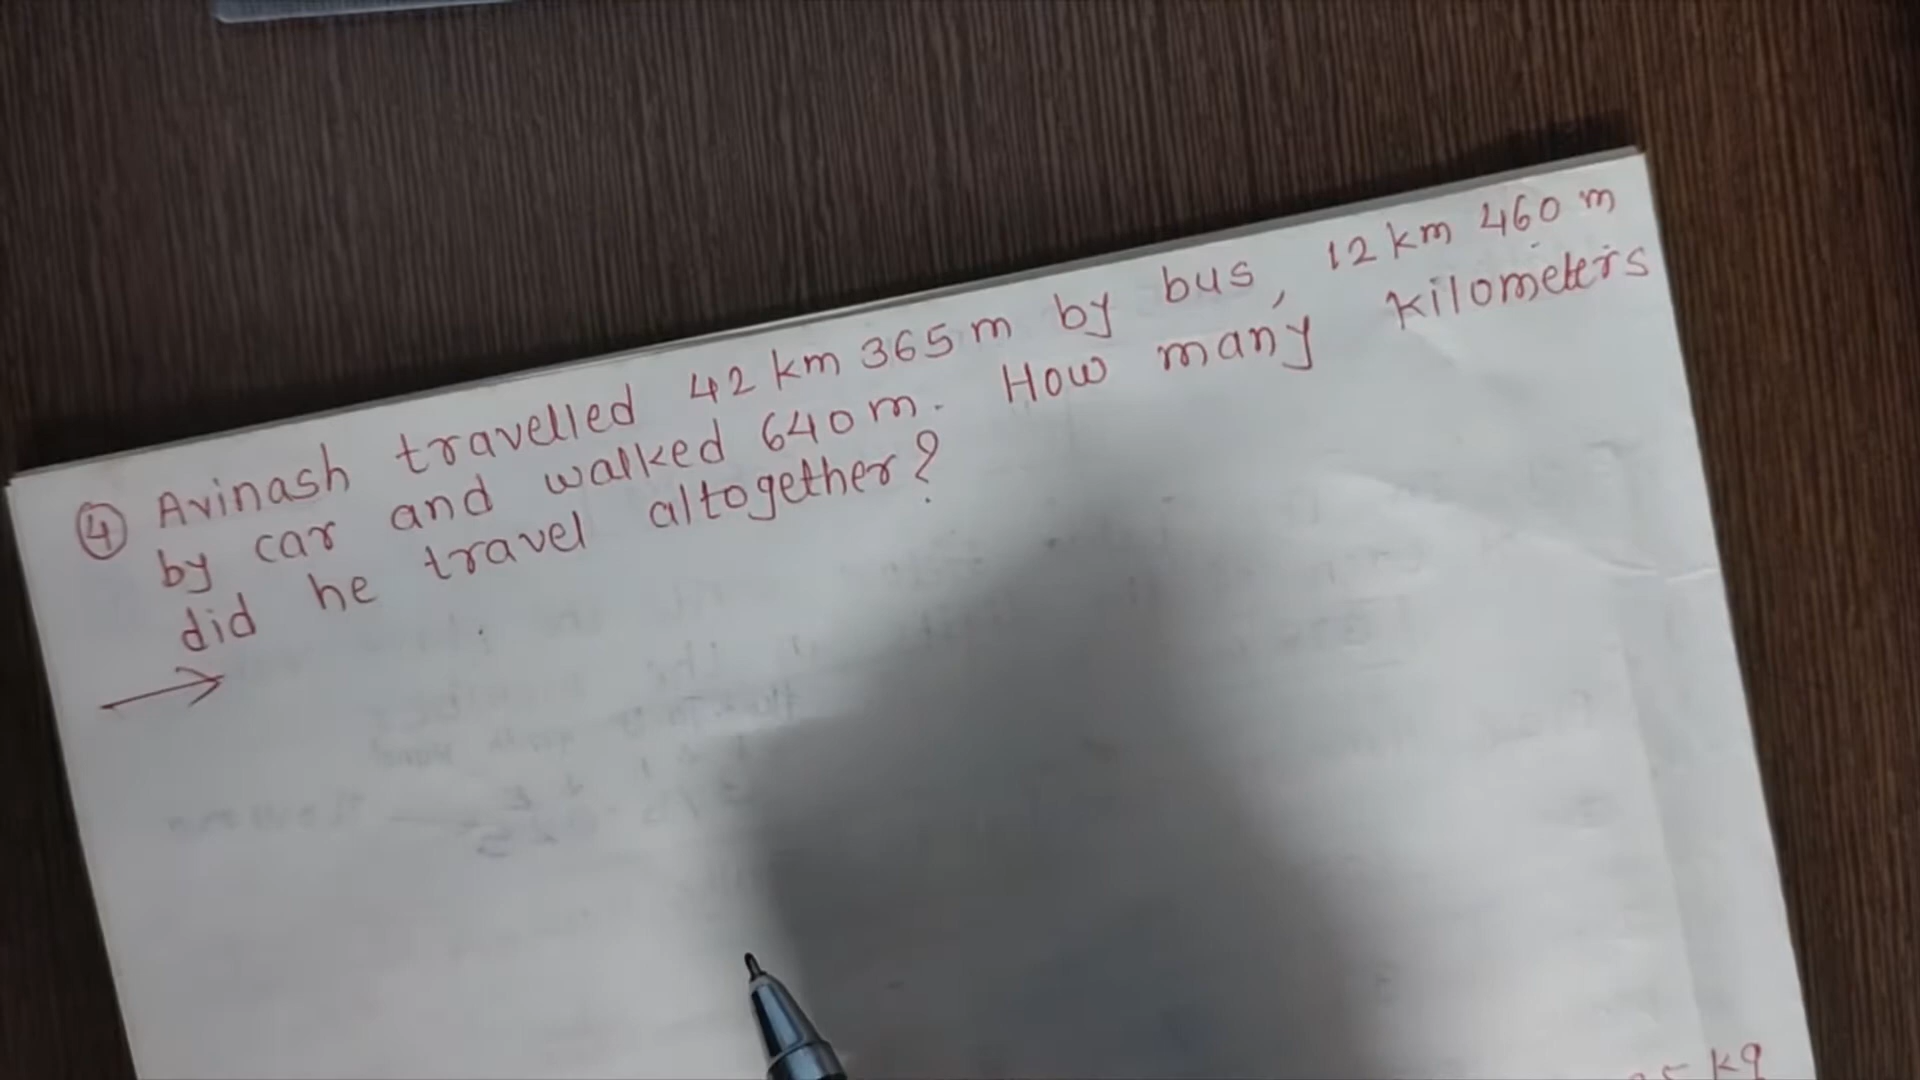 ④ Avinash travelled 42 km 365 m by bus, 12 km 460 m
by car and walked 640 m. How many kilometers
did he travel altogether?
→
kg